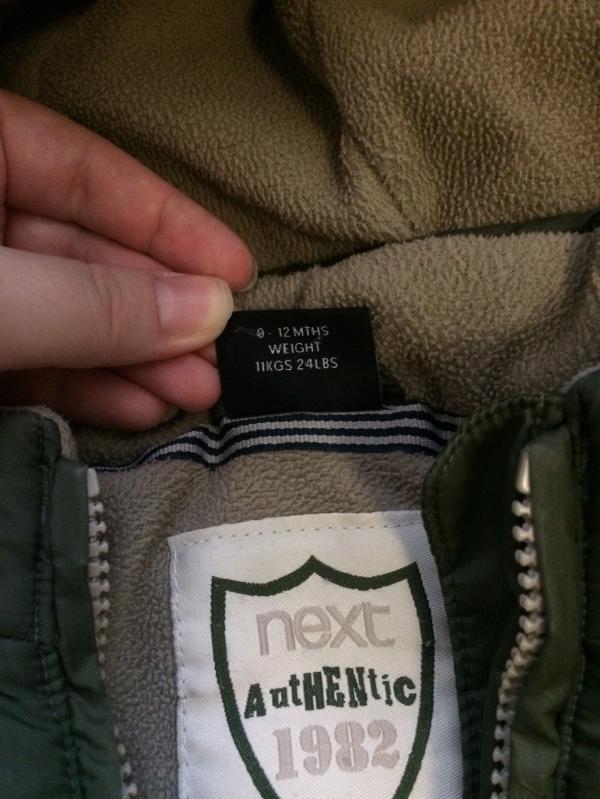 9 - 12 MTHS
WEIGHT
11KGS 24LBS
next
AutHENtic
1982